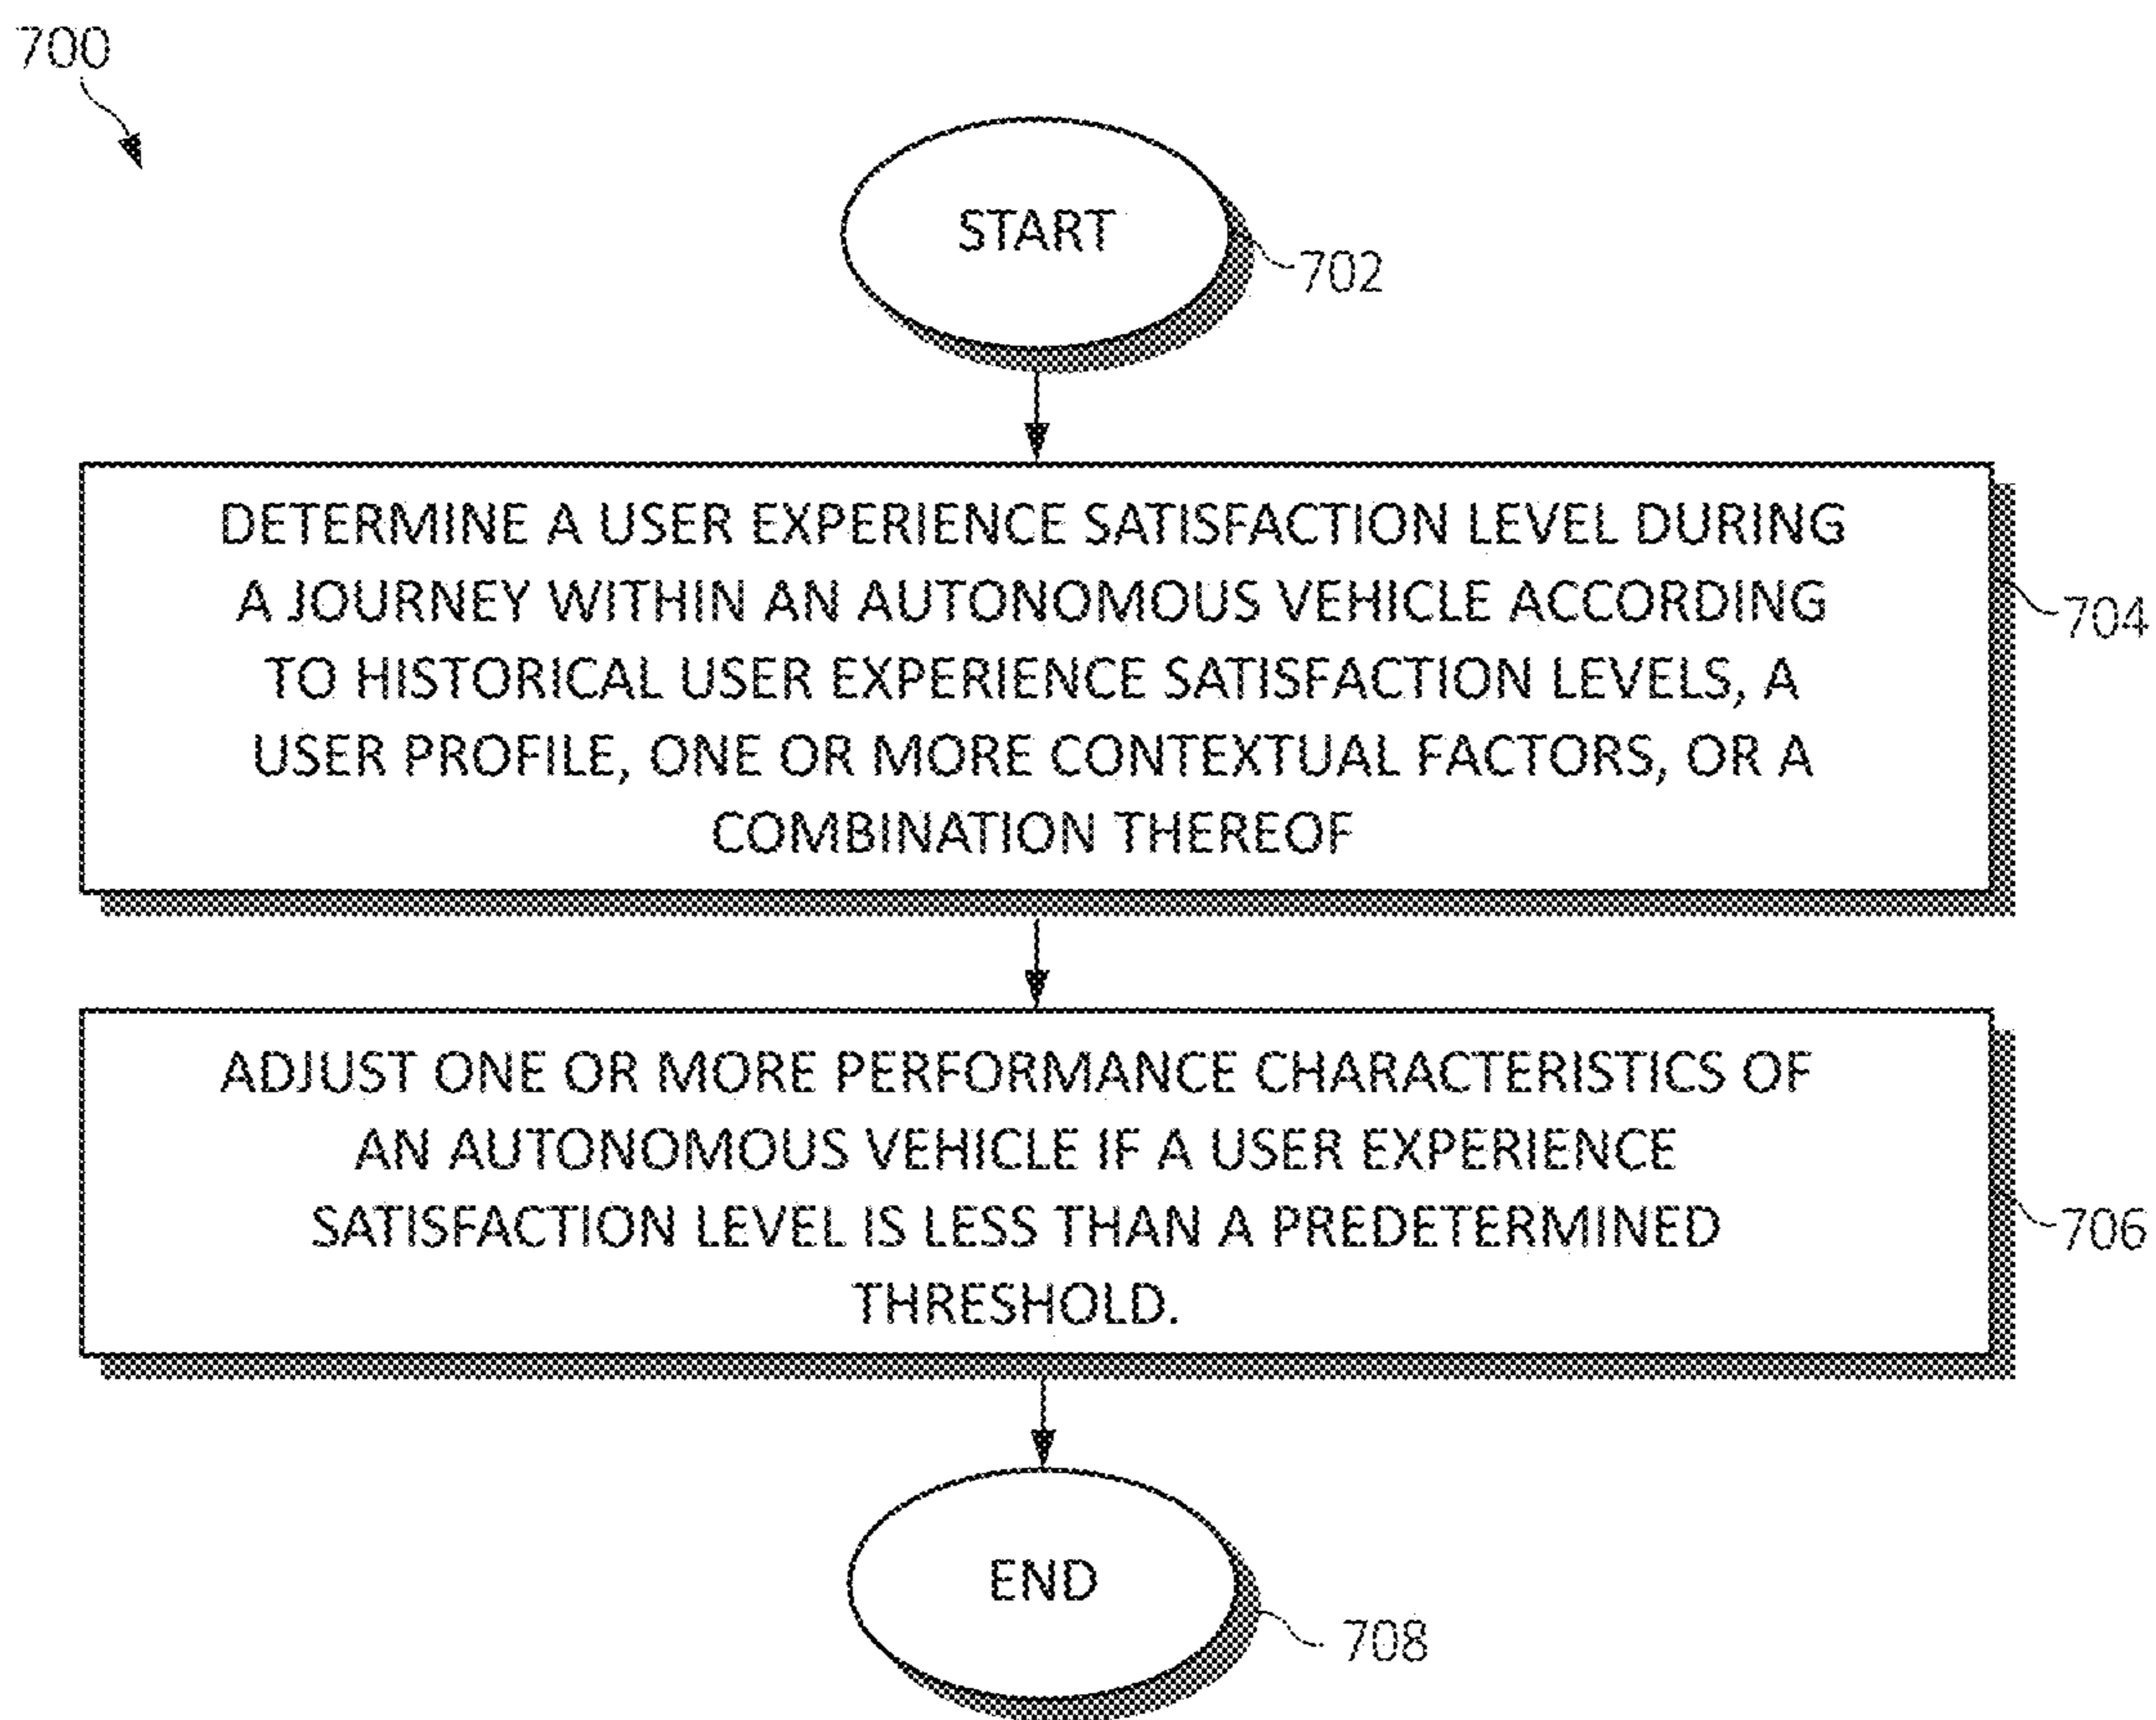 700
START
702
DETERMINE A USER EXPERIENCE SATISFACTION LEVEL DURING
A JOURNEY WITHIN AN AUTONOMOUS VEHICLE ACCORDING
TO HISTORICAL USER EXPERIENCE SATISFACTION LEVELS, A
USER PROFILE, ONE OR MORE CONTEXTUAL FACTORS, OR A
COMBINATION THEREOF
704
ADJUST ONE OR MORE PERFORMANCE CHARACTERISTICS OF
AN AUTONOMOUS VEHICLE IF A USER EXPERIENCE
SATISFACTION LEVEL IS LESS THAN A PREDETERMINED
THRESHOLD.
706
END
708